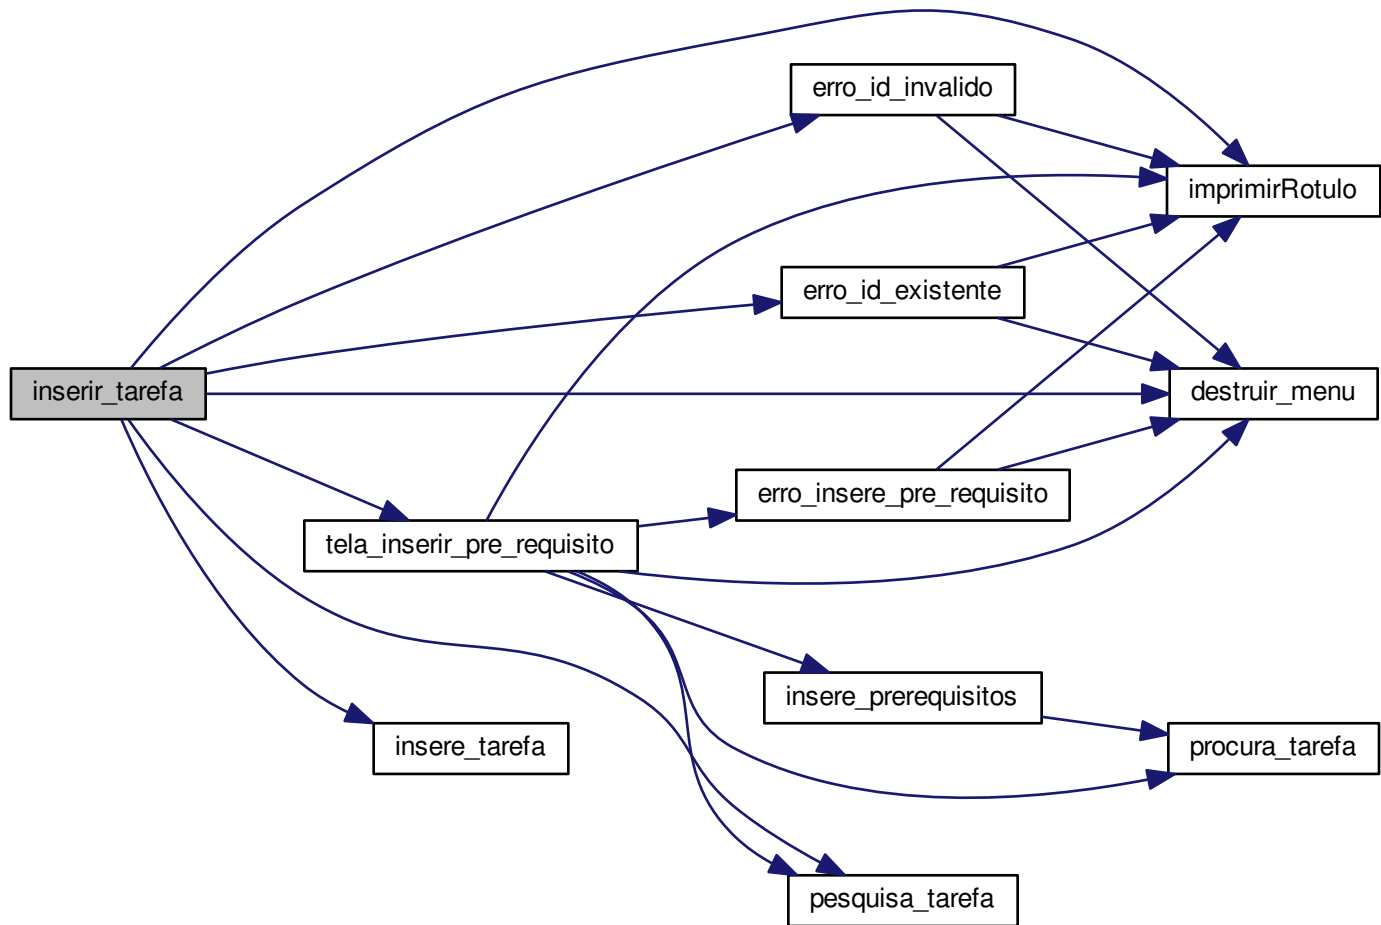 erro_id_invalido
imprimirRotulo
erro_id_existente
inserir_tarefa
destruir_menu
erro_insere_pre_requisito
tela_inserir_pre_requisito
insere_prerequisitos
insere_tarefa
procura_tarefa
pesquisa_tarefa